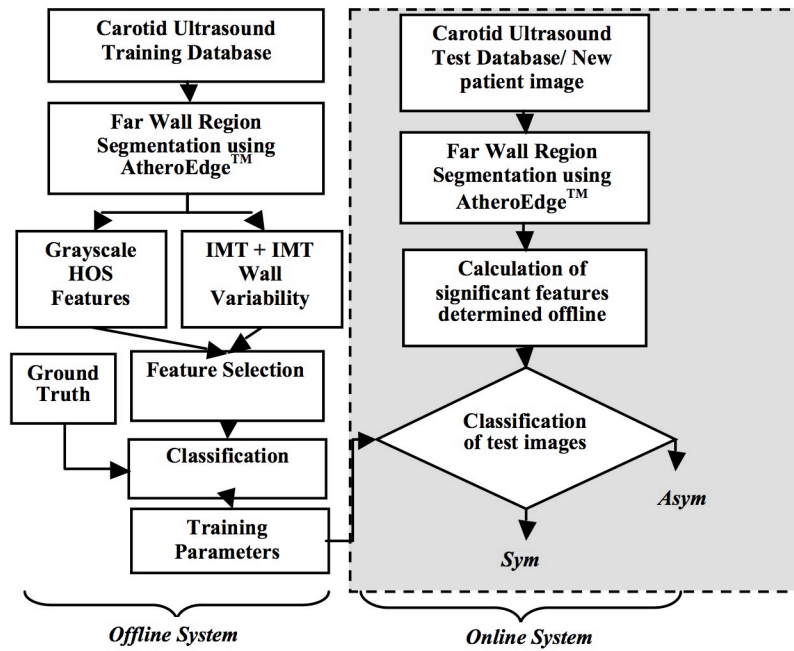 Carotid Ultrasound
Training Database
Far Wall Region
Segmentation using
AtheroEdge™
Grayscale
HOS
Features
IMT + IMT
Wall
Variability
Ground
Truth
Feature Selection
Classification
Training
Parameters
Offline System
Carotid Ultrasound
Test Database/ New
patient image
Far Wall Region
Segmentation using
AtheroEdge™
Calculation of
significant features
determined offline
Classification
of test images
Asym
Sym
Online System